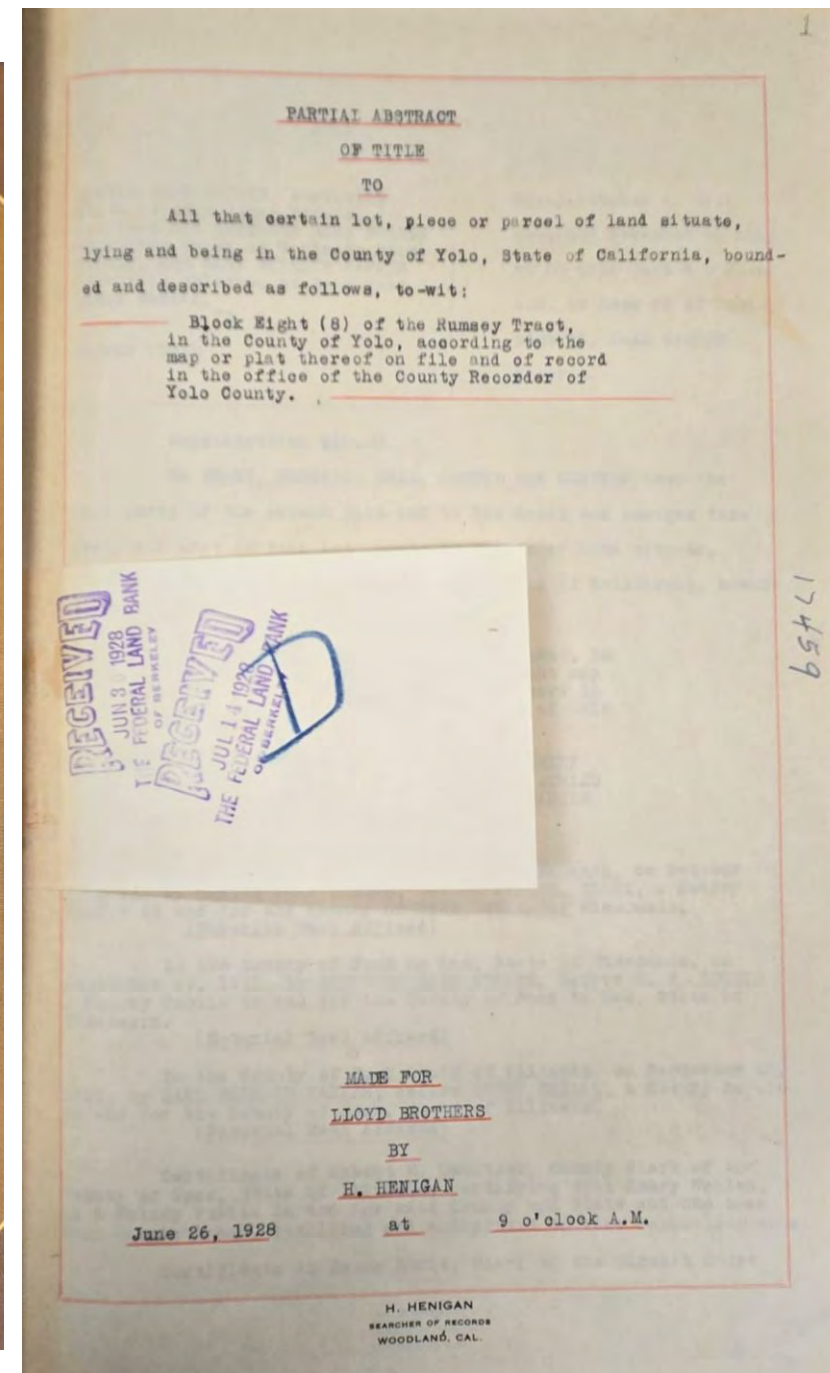 1
PARTIAL ABSTRACT
OF TITLE
TO
All that certain lot, piece or parcel of land situate,
lying and being in the County of Yolo, State of California, bound-
ed and described as follows, to-wit:
Block Eight (8) of the Rumsey Tract,
in the County of Yolo, according to the
map or plat thereof on file and of record
in the office of the County Recorder of
Yolo County.
RECEIVED
JUN 30 1928
THE FEDERAL LAND BANK
OF BERKELEY
RECEIVED
JUL 14 1928
THE FEDERAL LAND BANK
OF BERKELEY
17459
MADE FOR
LLOYD BROTHERS
BY
H. HENIGAN
June 26, 1928 at 9 o'clock A.M.
H. HENIGAN
SEARCHER OF RECORDS
WOODLAND, CAL.